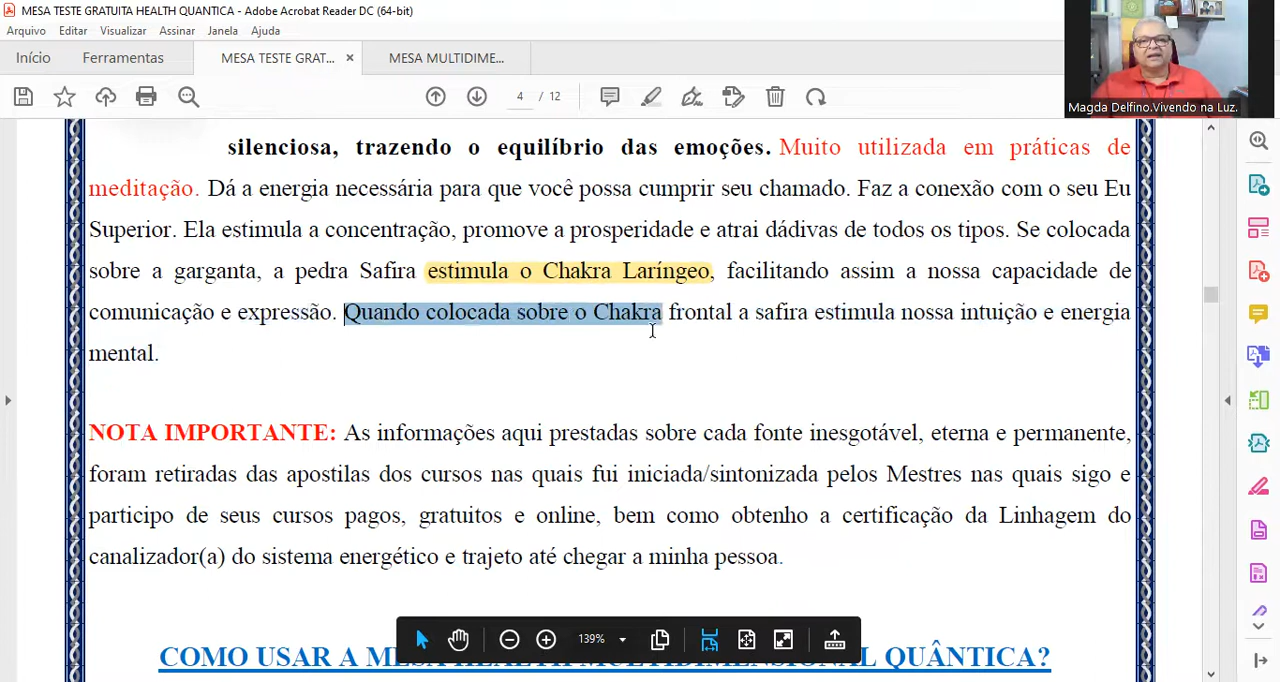 MESA TESTE GRATUITA HEALTH QUANTICA - Adobe Acrobat Reader DC (64-bit)
Arquivo Editar Visualizar Assinar Janela Ajuda
Início Ferramentas MESA TESTE GRAT... × MESA MULTIDIME...
4 / 12
Magda Delfino.Vivendo na Luz.
silenciosa, trazendo o equilíbrio das emoções. Muito utilizada em práticas de
meditação. Dá a energia necessária para que você possa cumprir seu chamado. Faz a conexão com o seu Eu
Superior. Ela estimula a concentração, promove a prosperidade e atrai dádivas de todos os tipos. Se colocada
sobre a garganta, a pedra Safira estimula o Chakra Laríngeo, facilitando assim a nossa capacidade de
comunicação e expressão. Quando colocada sobre o Chakra frontal a safira estimula nossa intuição e energia
mental.
NOTA IMPORTANTE: As informações aqui prestadas sobre cada fonte inesgotável, eterna e permanente,
foram retiradas das apostilas dos cursos nas quais fui iniciada/sintonizada pelos Mestres nas quais sigo e
participo de seus cursos pagos, gratuitos e online, bem como obtenho a certificação da Linhagem do
canalizador(a) do sistema energético e trajeto até chegar a minha pessoa.
139%
COMO USAR A MESA HEALTH MULTIDIMENSIONAL QUÂNTICA?